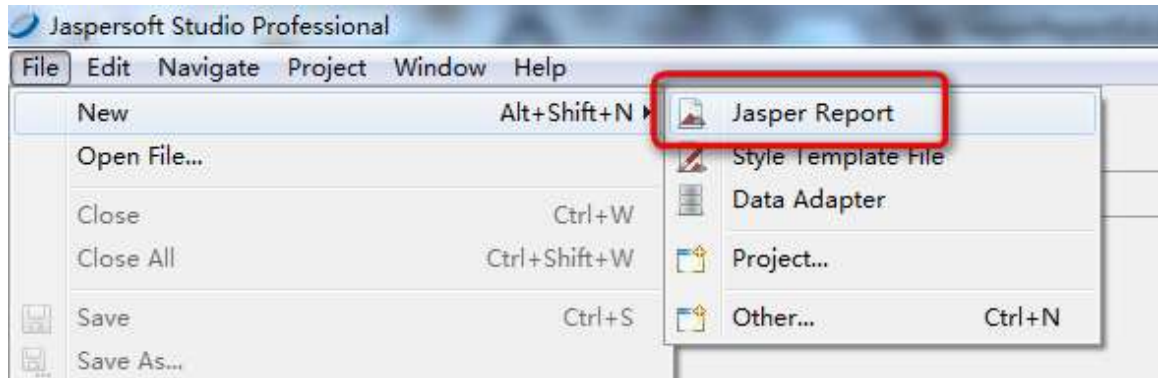 Jaspersoft Studio Professional
File Edit Navigate Project Window Help
New Alt+Shift+N
Jasper Report
Open File...
Style Template File
Close Ctrl+W
Data Adapter
Close All Ctrl+Shift+W
Project...
Save Ctrl+S
Other... Ctrl+N
Save As...